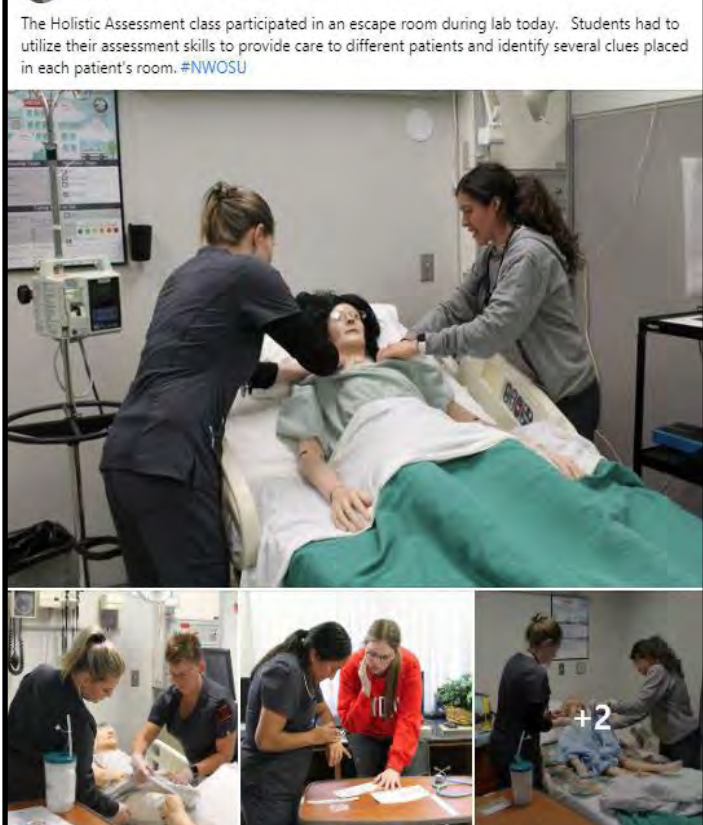 The Holistic Assessment class participated in an escape room during lab today. Students had to
utilize their assessment skills to provide care to different patients and identify several clues placed
in each patient's room. #NWOSU
+2